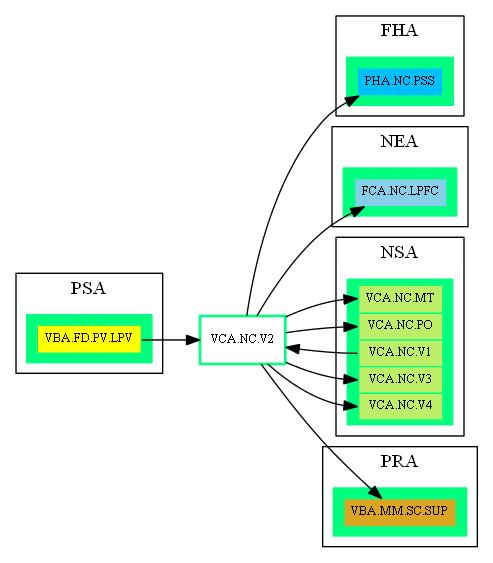 FHA
PHA.NC.PSS
NEA
FCA.NC.LPFC
NSA
VCA.NC.MT
VCA.NC.PO
VCA.NC.V1
VCA.NC.V3
VCA.NC.V4
PSA
VBA.FD.PV.LPV
VCA.NC.V2
PRA
VBA.MM.SC.SUP